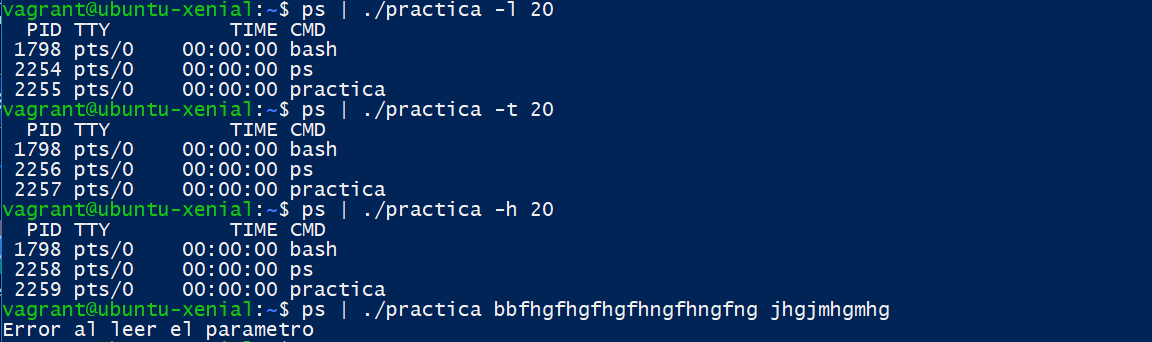 vagrant@ubuntu-xenial:~$ ps | ./practica -l 20
  PID TTY          TIME CMD
 1798 pts/0    00:00:00 bash
 2254 pts/0    00:00:00 ps
 2255 pts/0    00:00:00 practica
vagrant@ubuntu-xenial:~$ ps | ./practica -t 20
  PID TTY          TIME CMD
 1798 pts/0    00:00:00 bash
 2256 pts/0    00:00:00 ps
 2257 pts/0    00:00:00 practica
vagrant@ubuntu-xenial:~$ ps | ./practica -h 20
  PID TTY          TIME CMD
 1798 pts/0    00:00:00 bash
 2258 pts/0    00:00:00 ps
 2259 pts/0    00:00:00 practica
vagrant@ubuntu-xenial:~$ ps | ./practica bbfhgfhgfhgfhngfhngfng jhgjmhgmhg
Error al leer el parametro